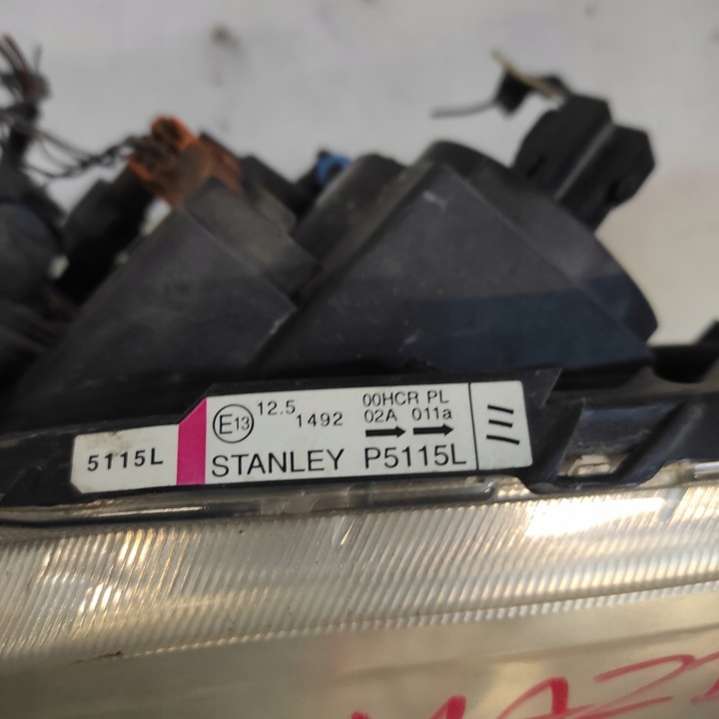 5115L
E13 12.5 1492 00HCR PL
02A 011a
STANLEY P5115L